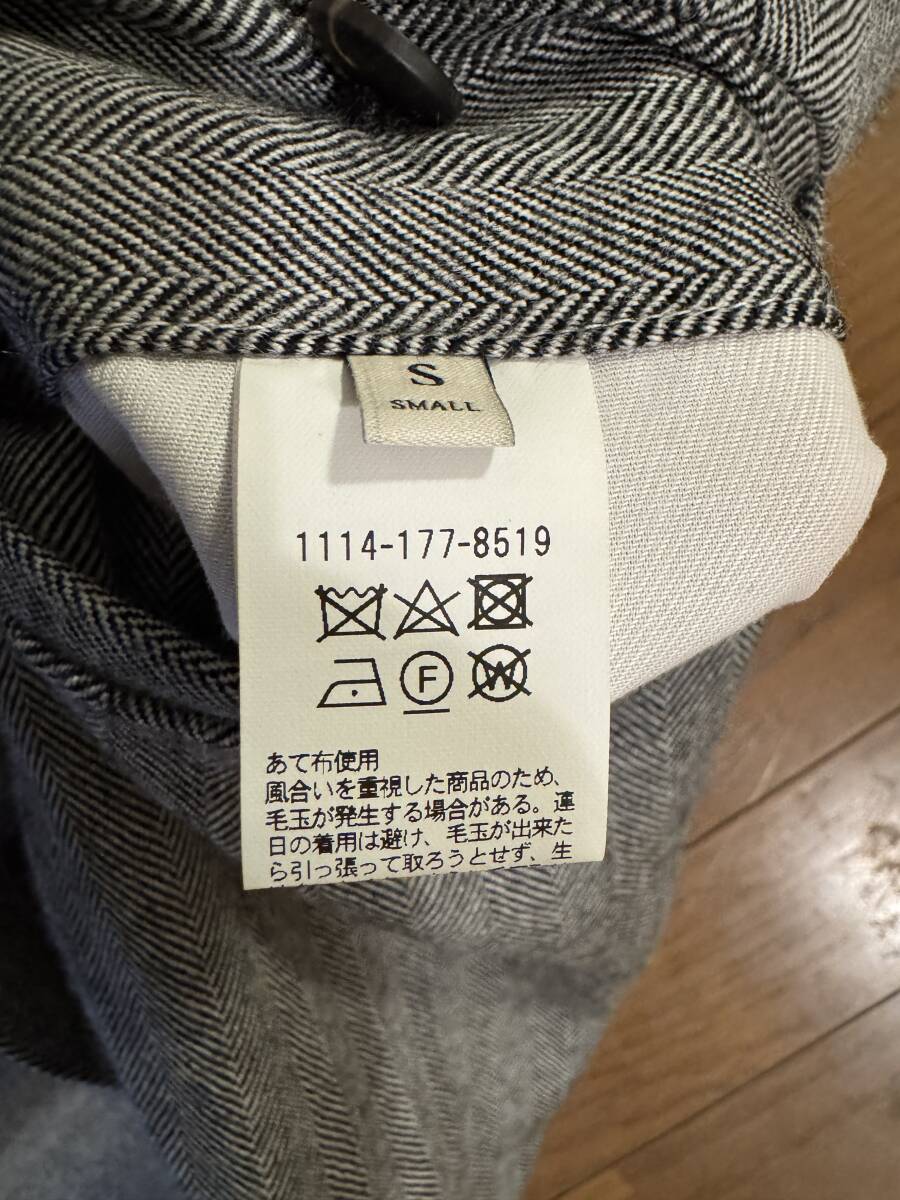 S
SMALL
1114-177-8519
F
W
あて布使用
風合いを重視した商品のため、
毛玉が発生する場合がある。連
日の着用は避け、毛玉が出来た
ら引っ張って取ろうとせず、生